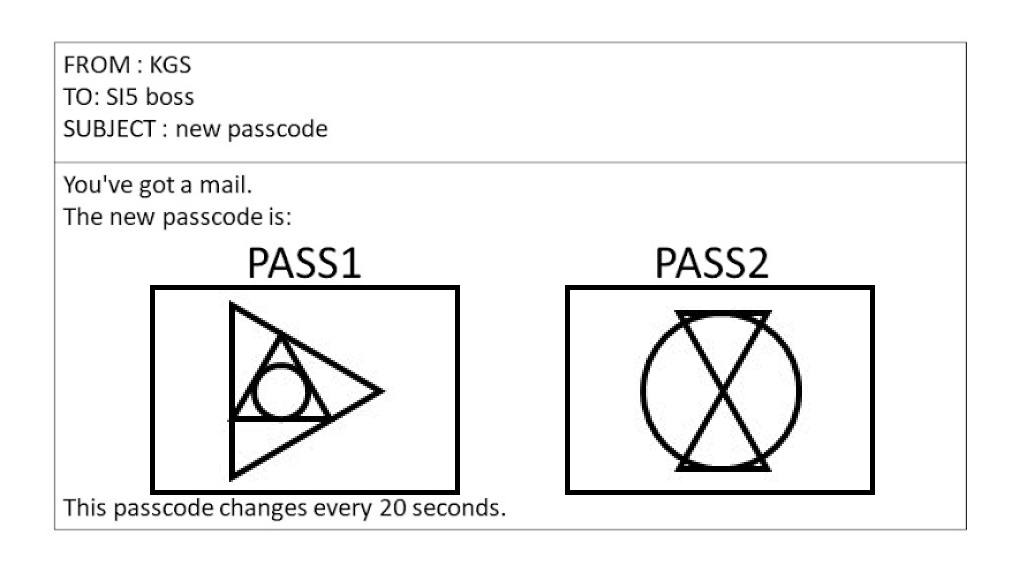 FROM : KGS
TO: SI5 boss
SUBJECT : new passcode
You've got a mail.
The new passcode is:
PASS1
PASS2
This passcode changes every 20 seconds.